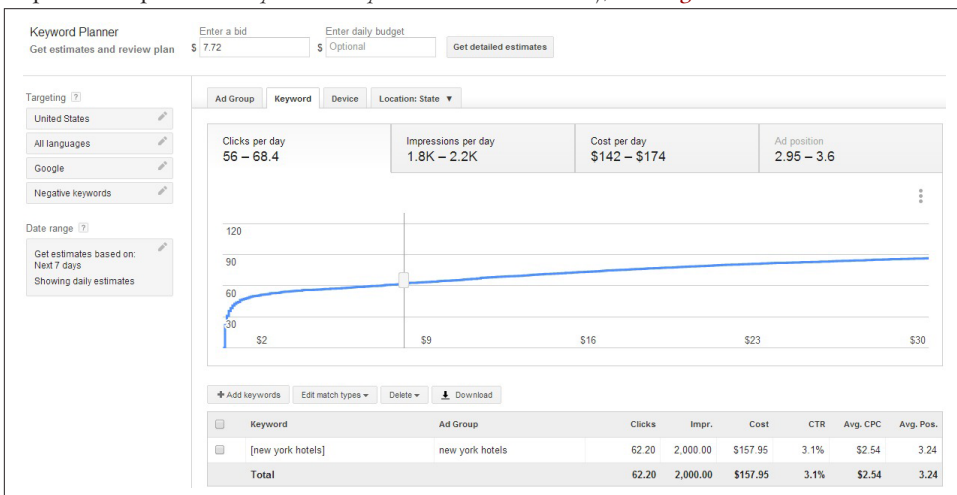 Keyword Planner
Get estimates and review plan
Enter a bid
$ 7.72
Enter daily budget
$ Optional
Get detailed estimates
Targeting ?
United States
All languages
Google
Negative keywords
Date range ?
Get estimates based on:
Next 7 days
Showing daily estimates
Ad Group Keyword Device Location: State
Clicks per day
56 – 68.4
Impressions per day
1.8K – 2.2K
Cost per day
$142 – $174
Ad position
2.95 – 3.6
120
90
60
30
$2 $9 $16 $23 $30
Add keywords Edit match types Delete Download
Keyword Ad Group Clicks Impr. Cost CTR Avg. CPC Avg. Pos.
[new york hotels] new york hotels 62.20 2,000.00 $157.95 3.1% $2.54 3.24
Total 62.20 2,000.00 $157.95 3.1% $2.54 3.24